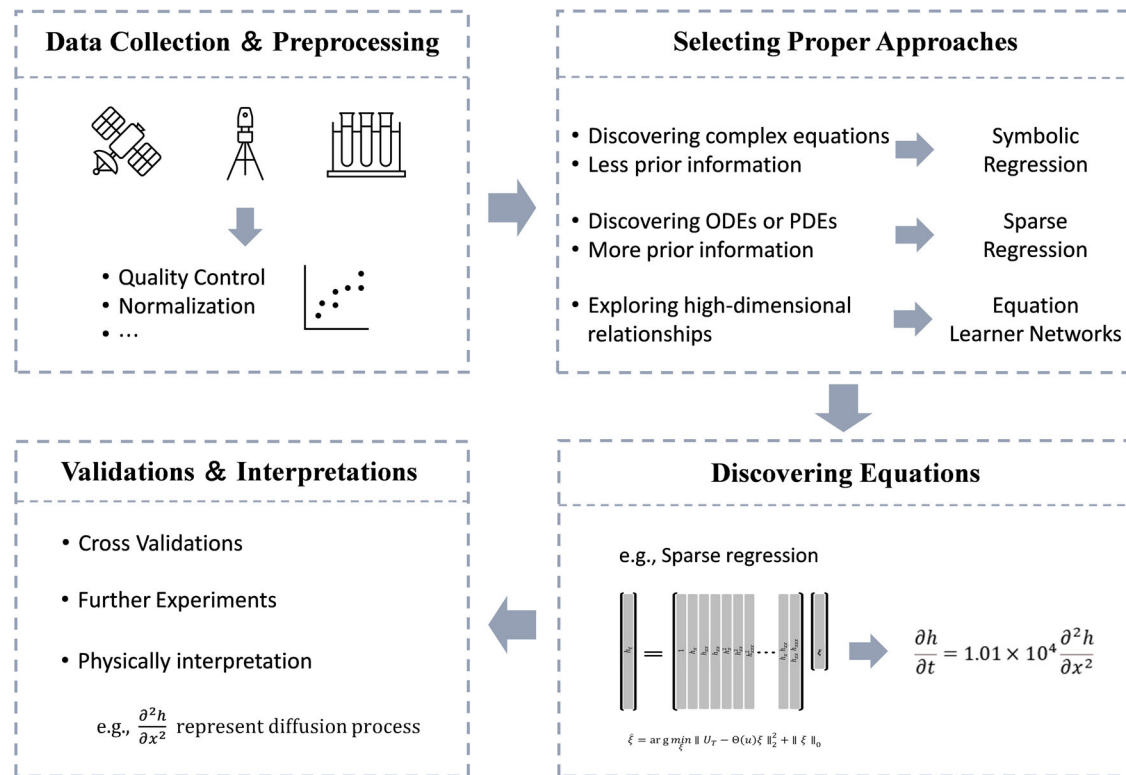 Data Collection & Preprocessing
• Quality Control
• Normalization
• ⋯
Selecting Proper Approaches
• Discovering complex equations
• Less prior information
Symbolic
Regression
• Discovering ODEs or PDEs
• More prior information
Sparse
Regression
• Exploring high-dimensional
relationships
Equation
Learner Networks
Discovering Equations
e.g., Sparse regression
=
⋯
∂h/∂t = 1.01 × 10⁴ ∂²h/∂x²
ξ̂ = arg min_ξ ‖ U_T − Θ(u)ξ ‖₂² + ‖ ξ ‖₀
Validations & Interpretations
• Cross Validations
• Further Experiments
• Physically interpretation
e.g., ∂²h/∂x² represent diffusion process